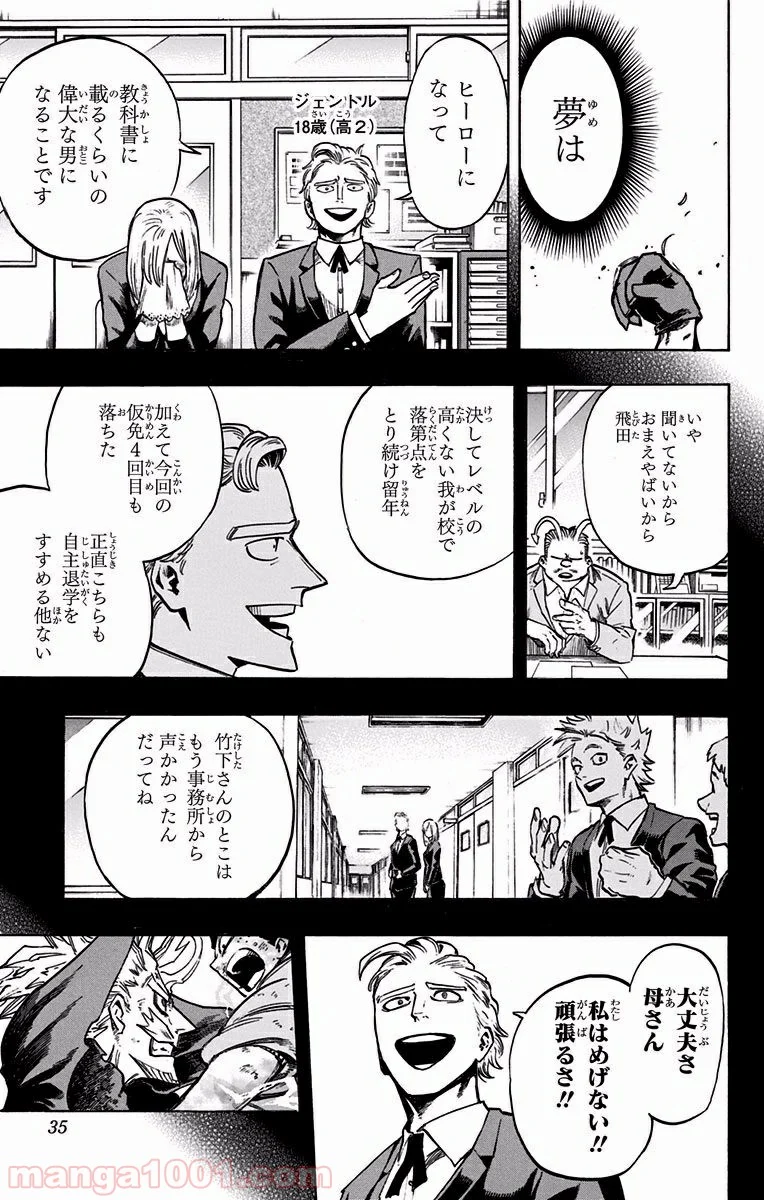 夢は
ヒーローに
なって
ジェントル
18歳(高2)
教科書に
載るくらいの
偉大な男に
なることです
いや
聞いてないから
おまえやばいから
飛田
決してレベルの
高くない我が校で
落第点を
とり続け留年
加えて今回の
仮免4回目も
落ちた
正直こちらも
自主退学を
すすめる他ない
竹下さんのとこは
もう事務所から
声かかったん
だってね
大丈夫さ
母さん
私はめげない!!
頑張るさ!!
35
manga1001.com